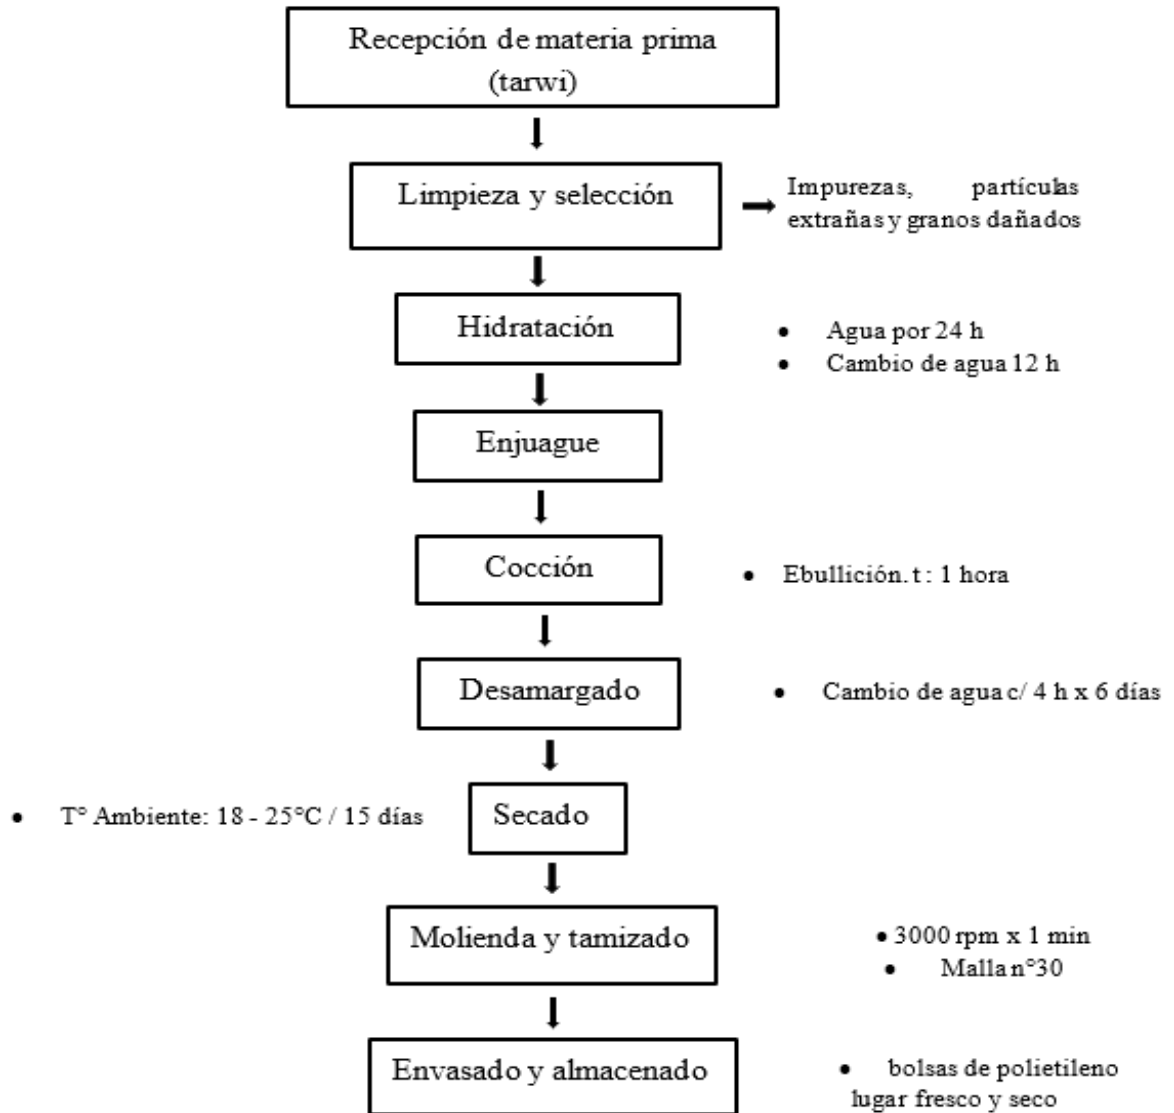 Recepción de materia prima
(tarwi)
Limpieza y selección
Impurezas, partículas
extrañas y granos dañados
Hidratación
• Agua por 24 h
• Cambio de agua 12 h
Enjuague
Cocción
• Ebullición. t : 1 hora
Desamargado
• Cambio de agua c/ 4 h x 6 días
• T° Ambiente: 18 - 25°C / 15 días
Secado
Molienda y tamizado
• 3000 rpm x 1 min
• Malla n°30
Envasado y almacenado
• bolsas de polietileno
lugar fresco y seco